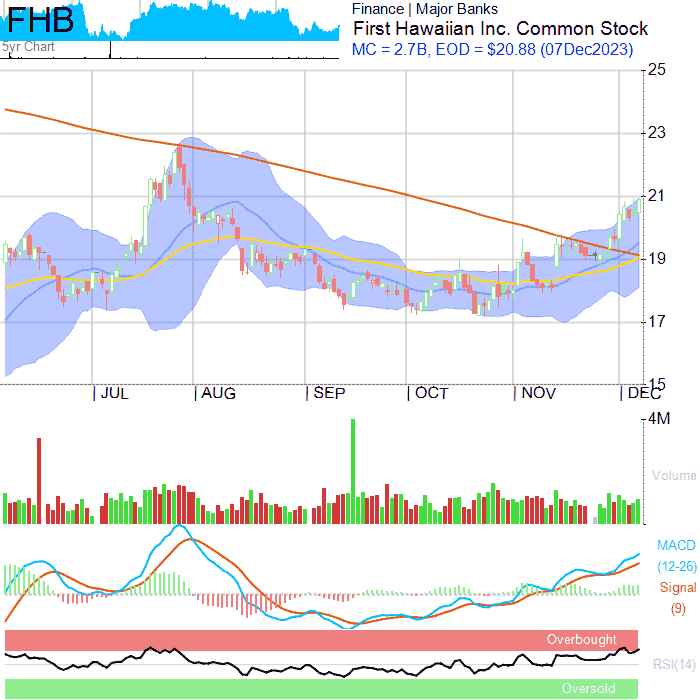 FHB
5yr Chart
Finance | Major Banks
First Hawaiian Inc. Common Stock
MC = 2.7B, EOD = $20.88 (07Dec2023)
25
23
21
19
17
15
JUL
AUG
SEP
OCT
NOV
DEC
4M
Volume
MACD
(12-26)
Signal
(9)
Overbought
RSI(14)
Oversold